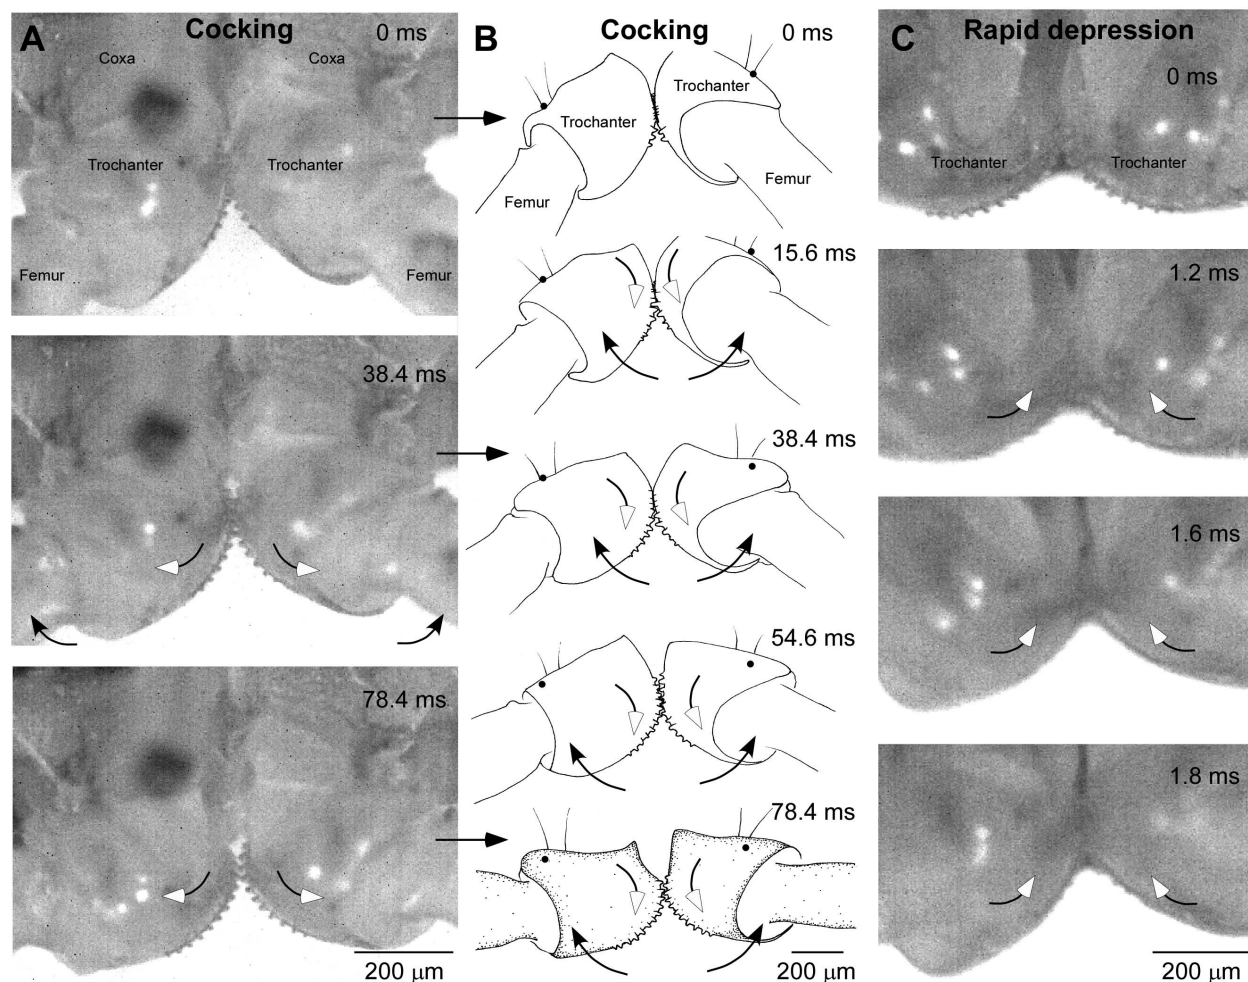 A
Cocking
0 ms
Coxa
Coxa
Trochanter
Trochanter
Femur
Femur
38.4 ms
78.4 ms
200 μm
B
Cocking
0 ms
Trochanter
Trochanter
Femur
Femur
15.6 ms
38.4 ms
54.6 ms
78.4 ms
200 μm
C
Rapid depression
0 ms
Trochanter
Trochanter
1.2 ms
1.6 ms
1.8 ms
200 μm